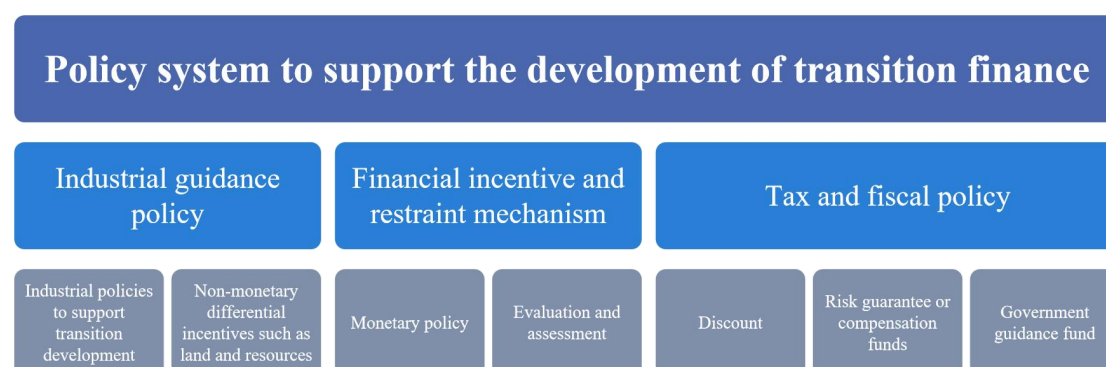 Policy system to support the development of transition finance
Industrial guidance
policy
Financial incentive and
restraint mechanism
Tax and fiscal policy
Industrial policies
to support
transition
development
Non-monetary
differential
incentives such as
land and resources
Monetary policy
Evaluation and
assessment
Discount
Risk guarantee or
compensation
funds
Government
guidance fund